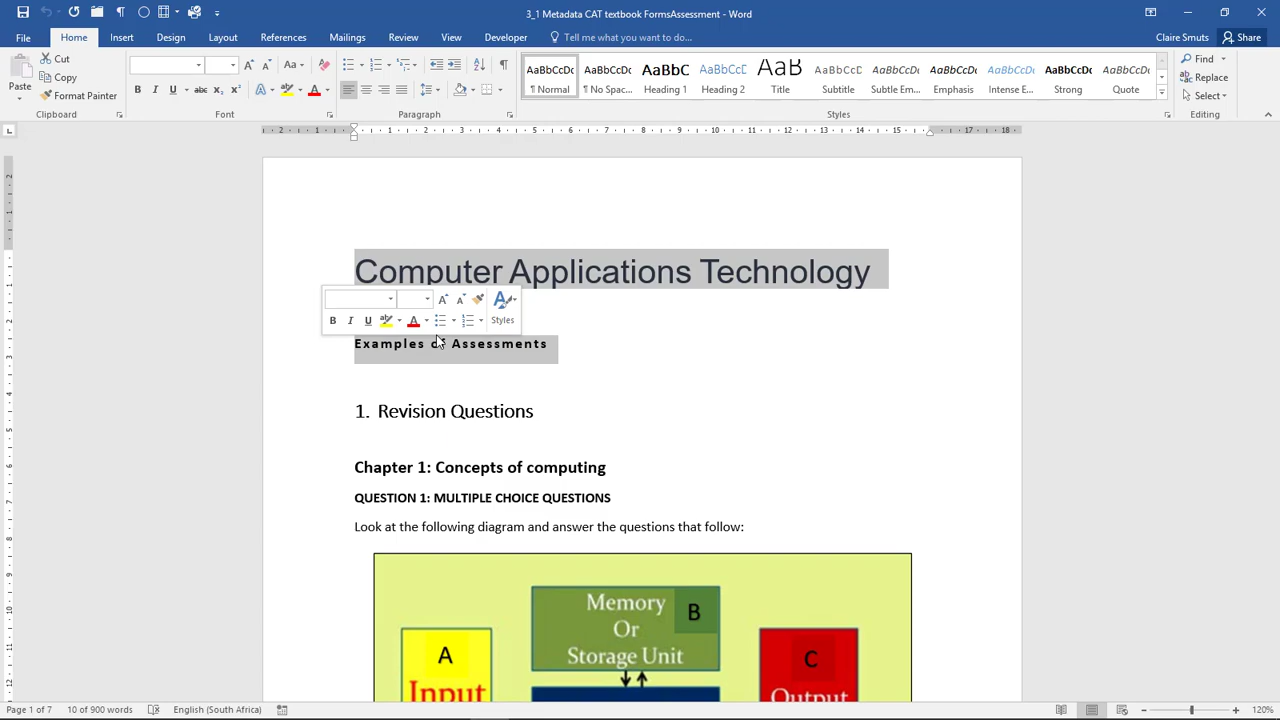 3_1 Metadata CAT textbook FormsAssessment - Word
File Home Insert Design Layout References Mailings Review View Developer Tell me what you want to do... Claire Smuts Share
Paste
Cut
Copy
Format Painter
Clipboard Font Paragraph Styles Editing
AaBbCcDc AaBbCcDc AaBbC AaBbCcD AaB AaBbCcD AaBbCcDc AaBbCcDc AaBbCcDc AaBbCcDc AaBbCcDc
¶ Normal ¶ No Spac... Heading 1 Heading 2 Title Subtitle Subtle Em... Emphasis Intense E... Strong Quote
Find
Replace
Select
Computer Applications Technology
Styles
Examples of Assessments
1. Revision Questions
Chapter 1: Concepts of computing
QUESTION 1: MULTIPLE CHOICE QUESTIONS
Look at the following diagram and answer the questions that follow:
Memory
Or
Storage Unit
B
A
Input
C
Output
Page 1 of 7 10 of 900 words English (South Africa) 120%